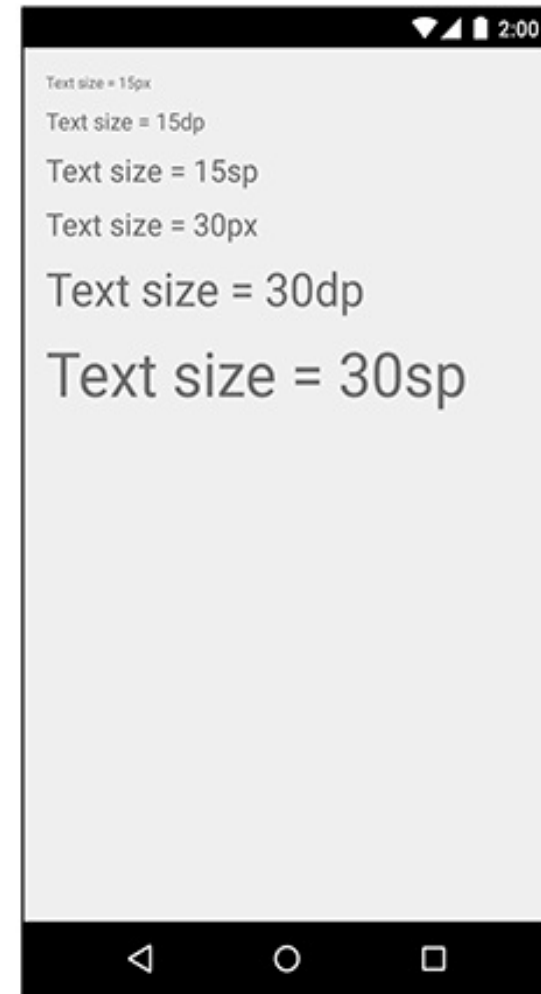 2:00
Text size = 15px
Text size = 15dp
Text size = 15sp
Text size = 30px
Text size = 30dp
Text size = 30sp